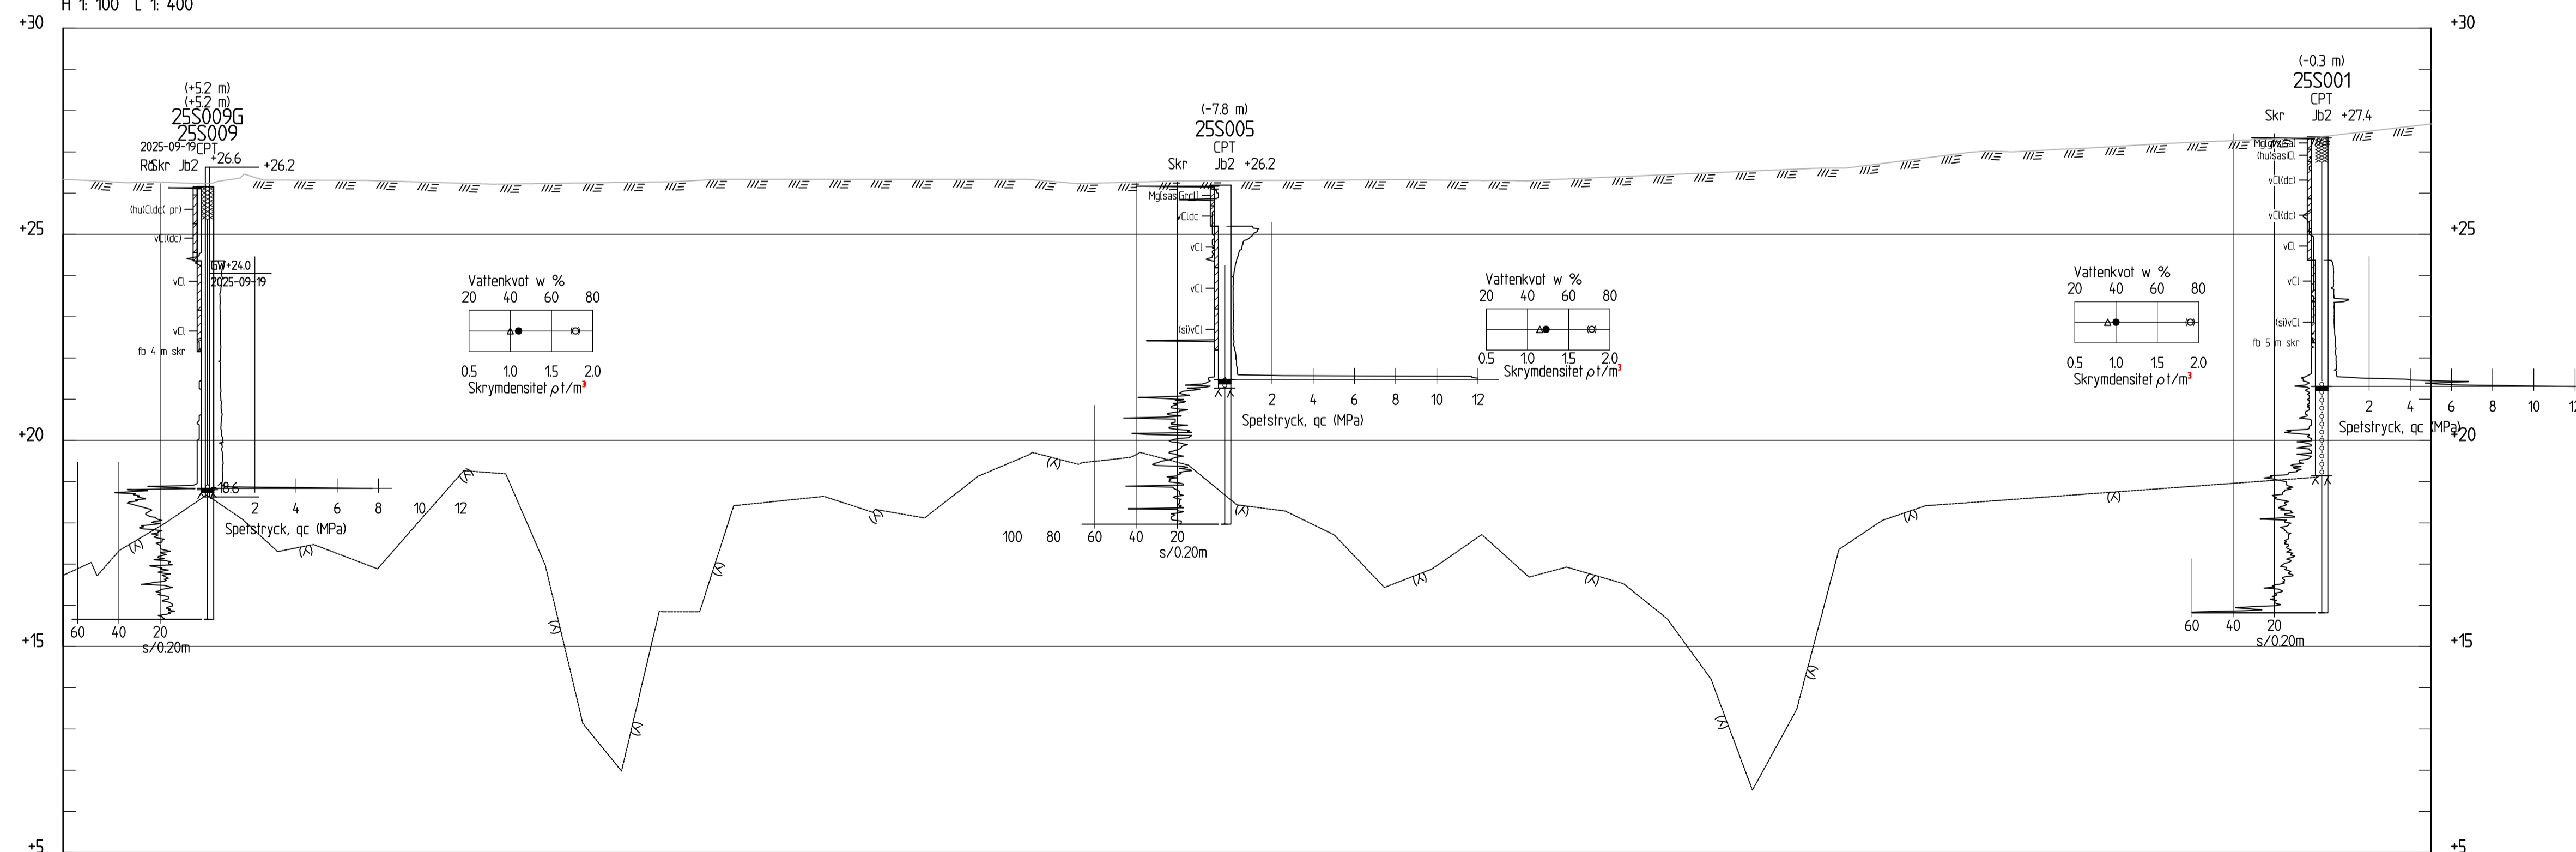 H 1: 100 L 1: 400
+30
+30
(+5.2 m)
(+5.2 m)
25S009G
25S009
2025-09-19 CPT
Skr Jb2 +26.6 +26.2
(hu)Cldc( pr)
vCl(dc)
GW+24.0
vCl
2025-09-19
vCl
fb 4 m skr
18.6
2 4 6 8 10 12
Spetstryck, qc (MPa)
60 40 20
s/0.20m
Vattenkvot w %
20 40 60 80
0.5 1.0 1.5 2.0
Skrymdensitet ρ t/m³
(-7.8 m)
25S005
CPT
Skr Jb2 +26.2
vCldc
vCl
vCl
(si)vCl
2 4 6 8 10 12
Spetstryck, qc (MPa)
100 80 60 40 20
s/0.20m
Vattenkvot w %
20 40 60 80
0.5 1.0 1.5 2.0
Skrymdensitet ρ t/m³
(-0.3 m)
25S001
CPT
Skr Jb2 +27.4
(hu)sasiCl
vCl(dc)
vCl(dc)
vCl
vCl
(si)vCl
fb 5 m skr
2 4 6 8 10
Spetstryck, qc (MPa)
60 40 20
s/0.20m
Vattenkvot w %
20 40 60 80
0.5 1.0 1.5 2.0
Skrymdensitet ρ t/m³
+25
+25
+20
+20
+15
+15
+5
+5